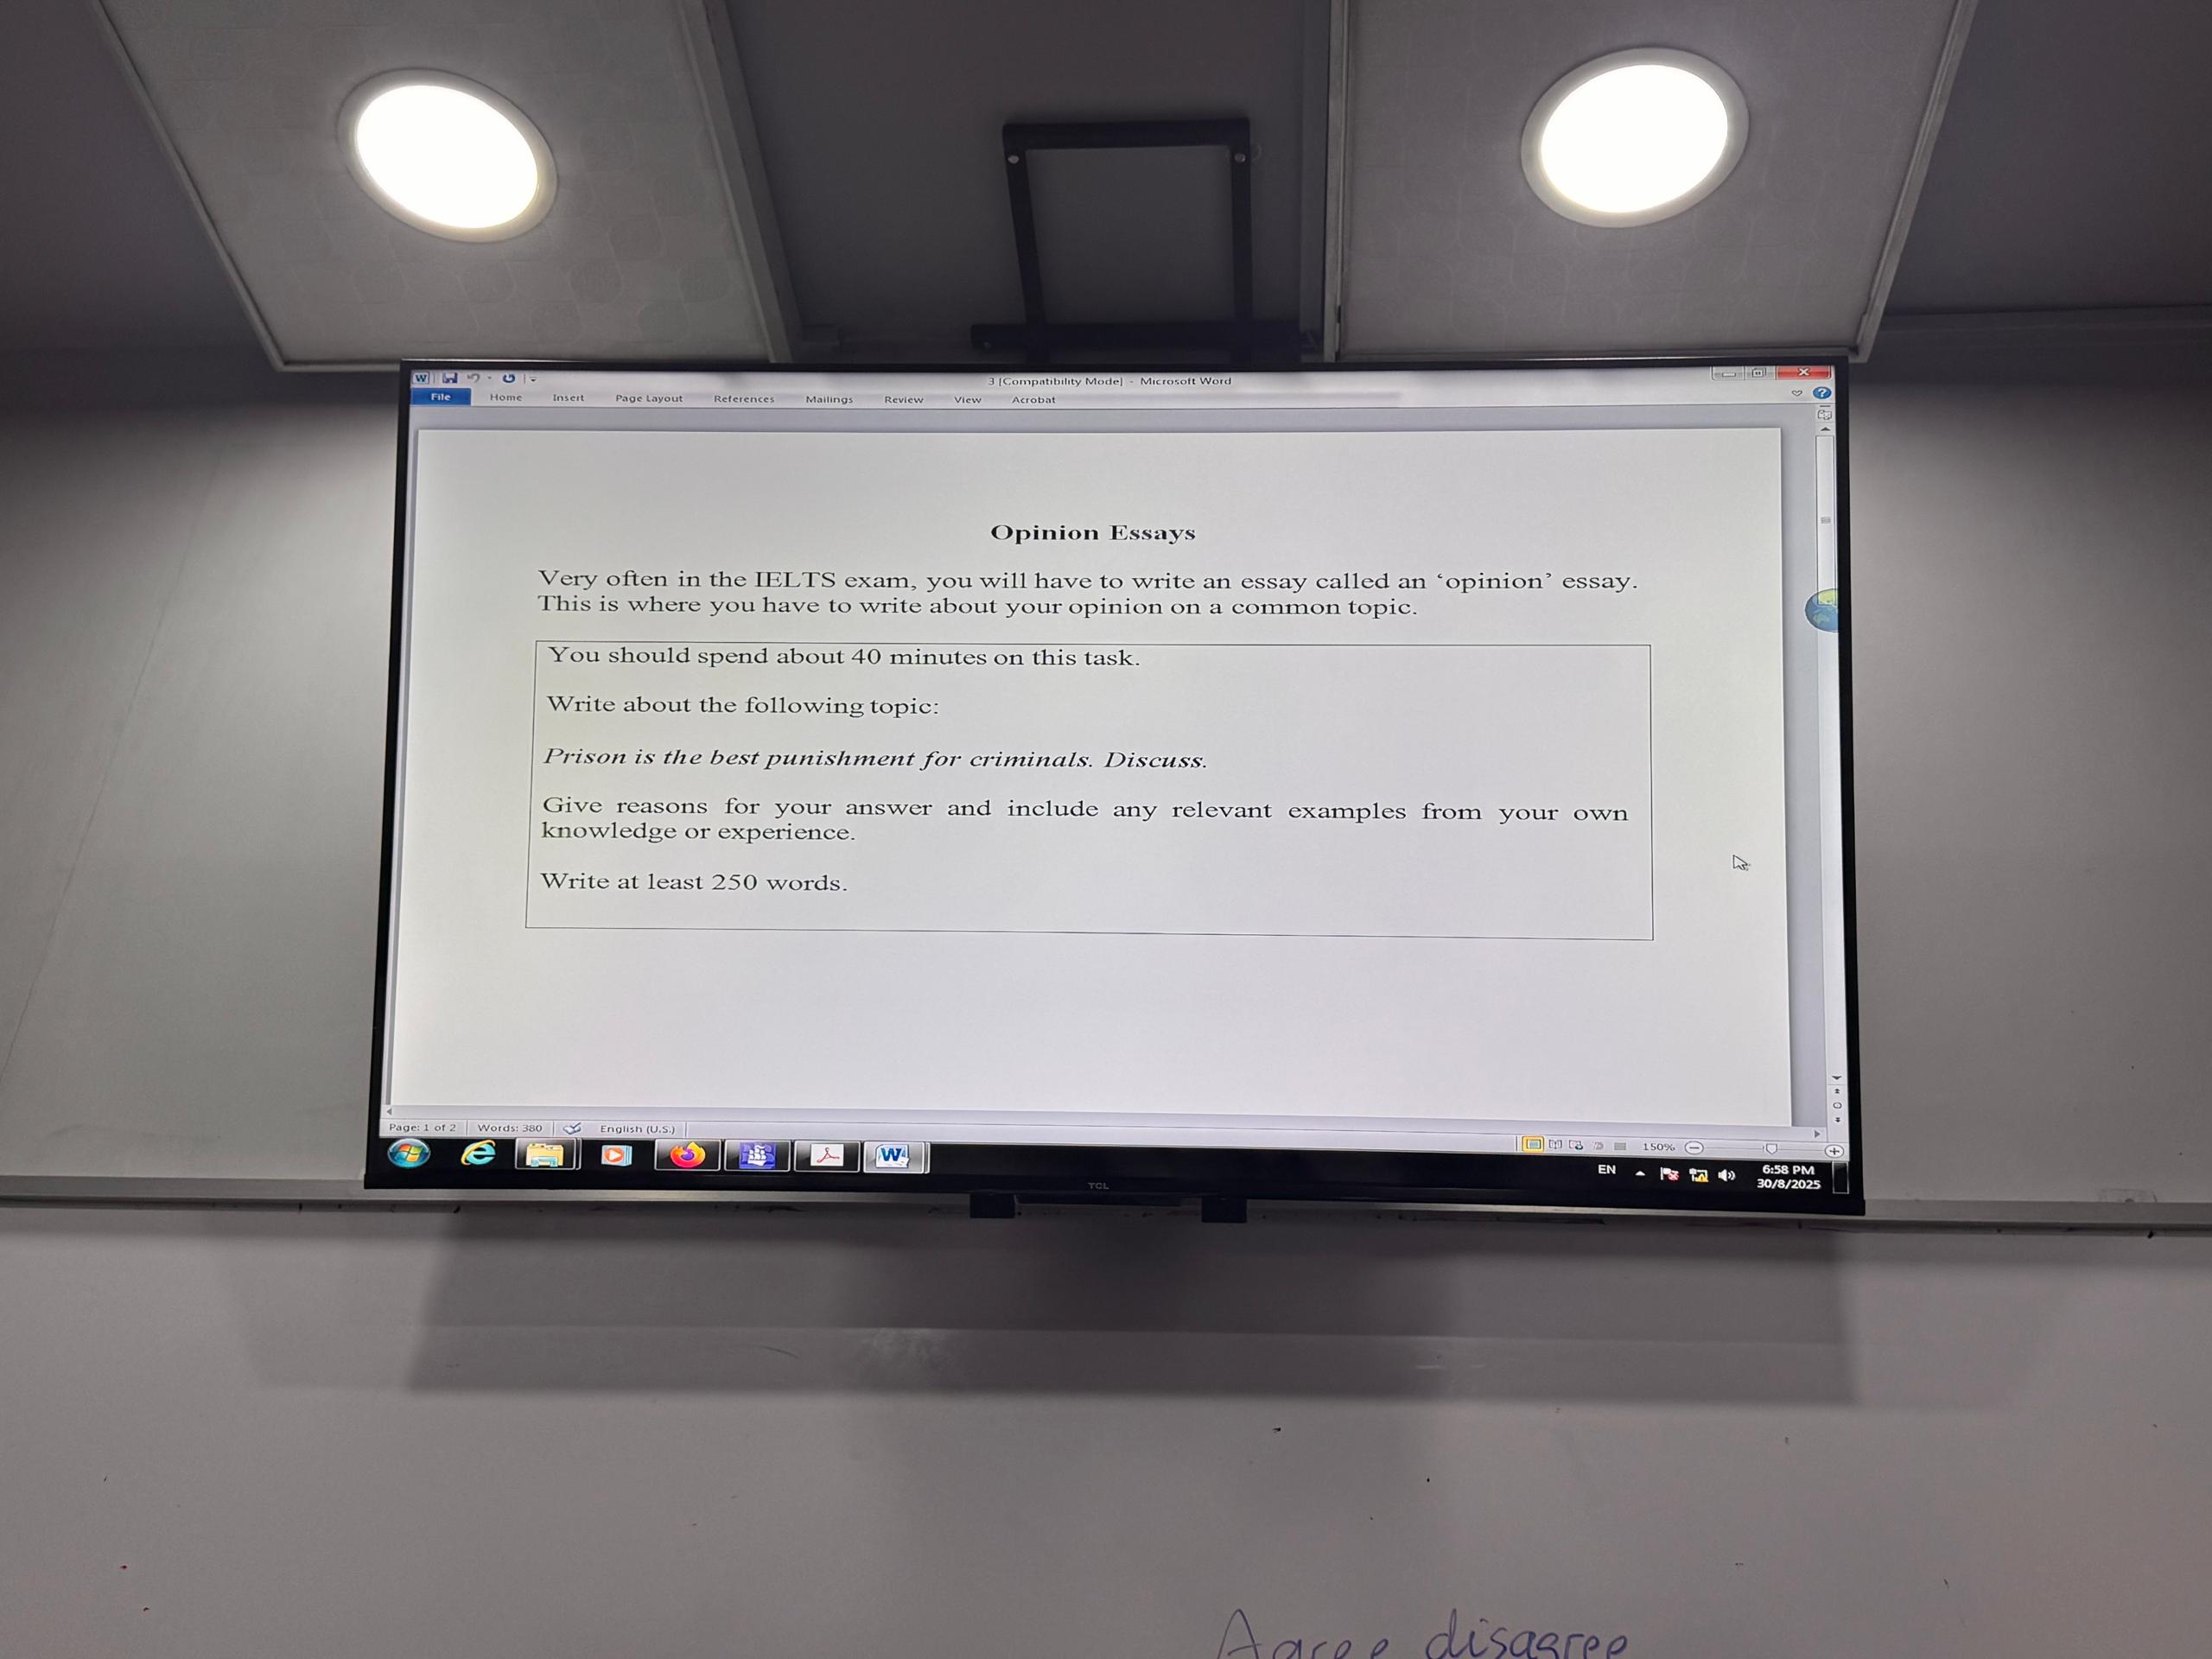 3 [Compatibility Mode] - Microsoft Word
File Home Insert Page Layout References Mailings Review View Acrobat
Opinion Essays
Very often in the IELTS exam, you will have to write an essay called an ‘opinion’ essay.
This is where you have to write about your opinion on a common topic.
You should spend about 40 minutes on this task.
Write about the following topic:
Prison is the best punishment for criminals. Discuss.
Give reasons for your answer and include any relevant examples from your own
knowledge or experience.
Write at least 250 words.
Page: 1 of 2 Words: 380 English (U.S.) 150%
EN 6:58 PM
30/8/2025
TCL
Agree disagree